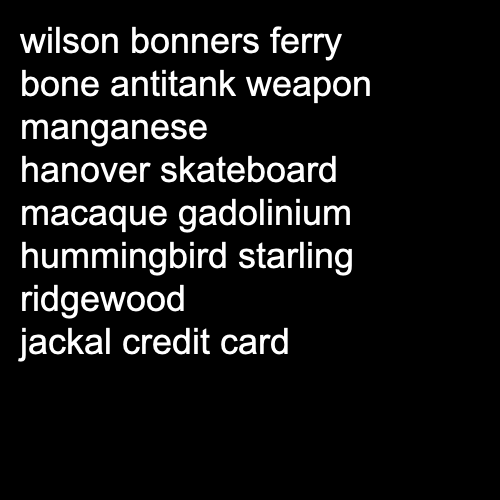 wilson bonners ferry
bone antitank weapon
manganese
hanover skateboard
macaque gadolinium
hummingbird starling
ridgewood
jackal credit card